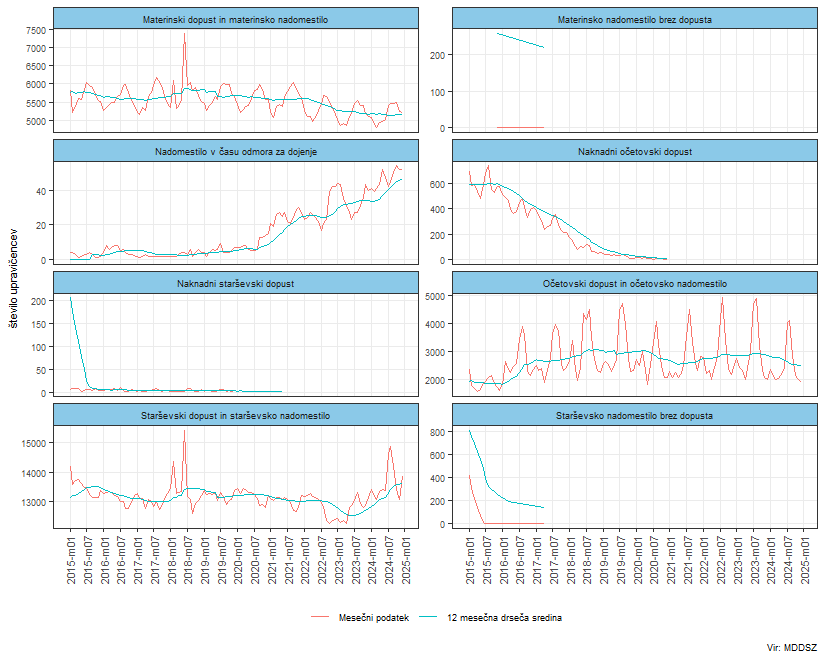 Materinski dopust in materinsko nadomestilo
Materinsko nadomestilo brez dopusta
7500
7000
6500
6000
5500
5000
200
100
0
Nadomestilo v času odmora za dojenje
Naknadni očetovski dopust
40
20
0
600
400
200
0
Naknadni starševski dopust
Očetovski dopust in očetovsko nadomestilo
200
150
100
50
0
5000
4000
3000
2000
Starševski dopust in starševsko nadomestilo
Starševsko nadomestilo brez dopusta
15000
14000
13000
800
600
400
200
0
število upravičencev
2015-m01
2015-m07
2016-m01
2016-m07
2017-m01
2017-m07
2018-m01
2018-m07
2019-m01
2019-m07
2020-m01
2020-m07
2021-m01
2021-m07
2022-m01
2022-m07
2023-m01
2023-m07
2024-m01
2024-m07
2025-m01
2015-m01
2015-m07
2016-m01
2016-m07
2017-m01
2017-m07
2018-m01
2018-m07
2019-m01
2019-m07
2020-m01
2020-m07
2021-m01
2021-m07
2022-m01
2022-m07
2023-m01
2023-m07
2024-m01
2024-m07
2025-m01
Mesečni podatek
12 mesečna drseča sredina
Vir: MDDSZ